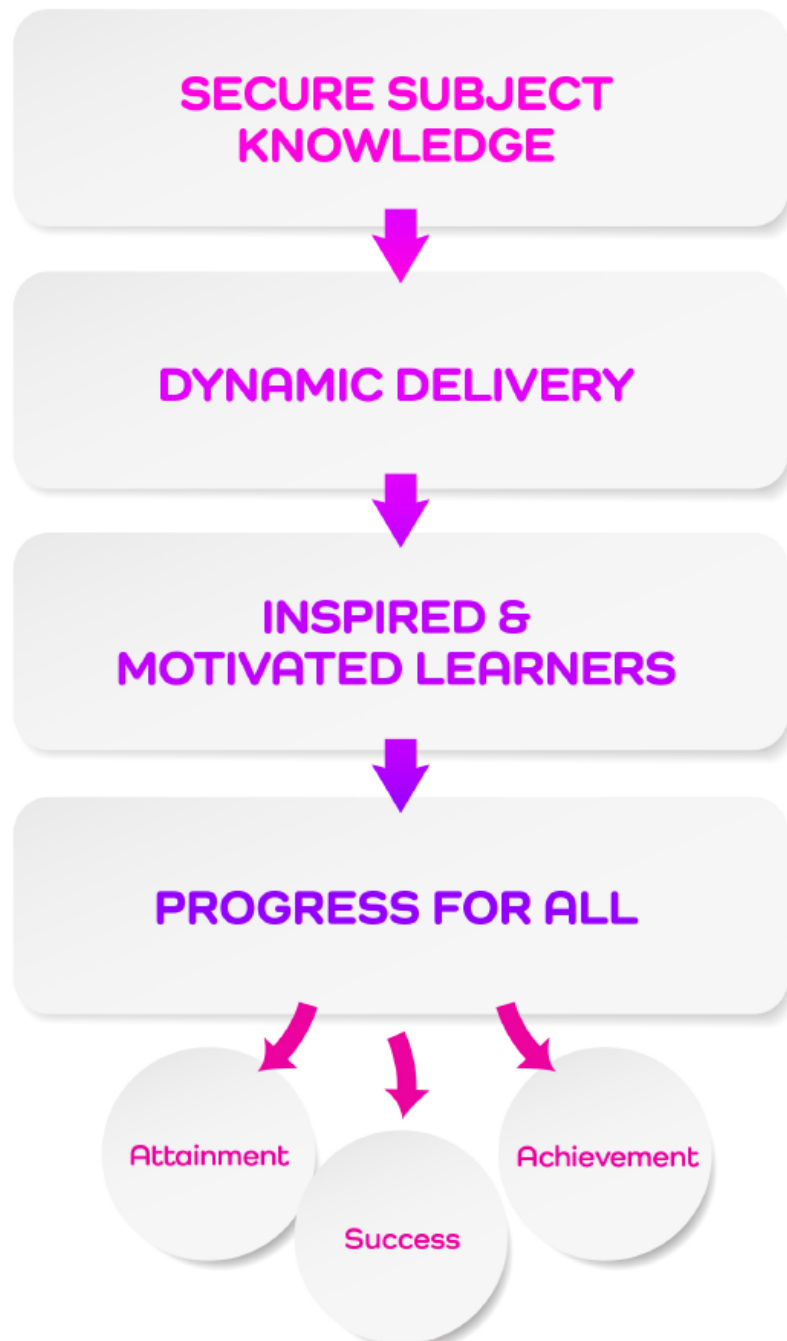 SECURE SUBJECT
KNOWLEDGE
DYNAMIC DELIVERY
INSPIRED &
MOTIVATED LEARNERS
PROGRESS FOR ALL
Attainment
Success
Achievement